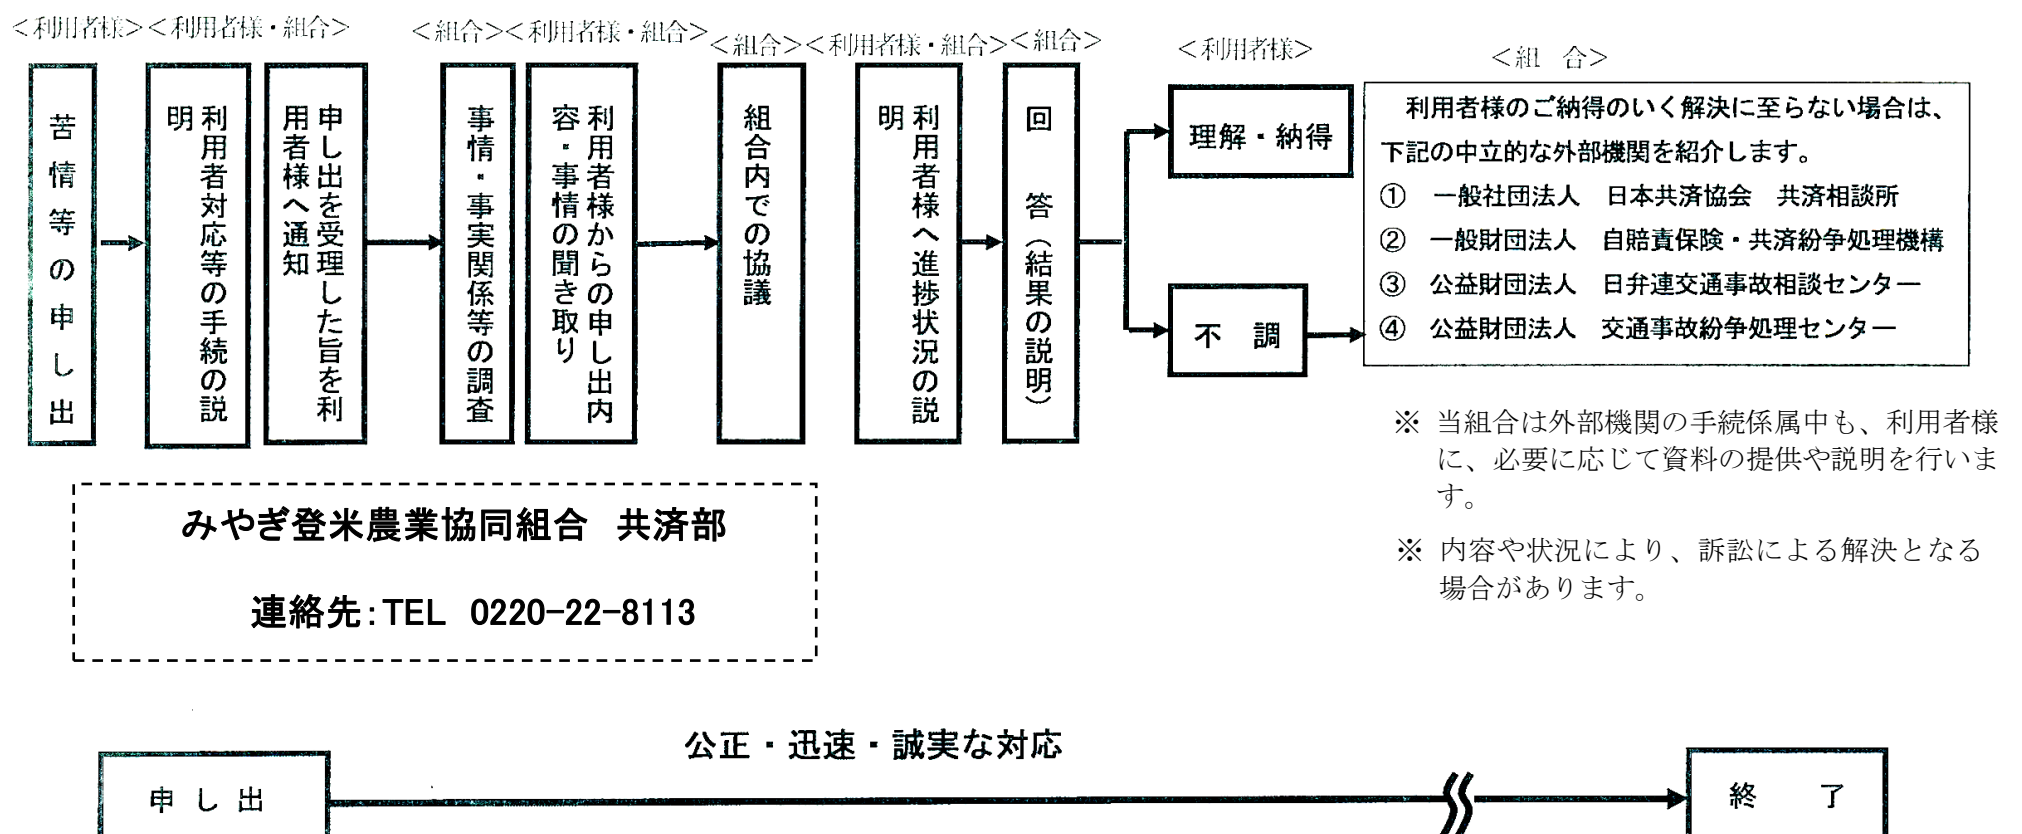 ＜利用者様＞＜利用者様・組合＞
＜組合＞＜利用者様・組合＞
＜組合＞＜利用者様・組合＞
＜組合＞
＜利用者様＞
＜組　合＞
苦情等の申し出
利用者対応等の手続の説
明
申し出を受理した旨を利
用者様へ通知
事情・事実関係等の調査
利用者様からの申し出内
容・事情の聞き取り
組合内での協議
利用者様へ進捗状況の説
明
回　答（結果の説明）
理解・納得
不　調
利用者様のご納得のいく解決に至らない場合は、
下記の中立的な外部機関を紹介します。
①　一般社団法人　日本共済協会　共済相談所
②　一般財団法人　自賠責保険・共済紛争処理機構
③　公益財団法人　日弁連交通事故相談センター
④　公益財団法人　交通事故紛争処理センター
※ 当組合は外部機関の手続係属中も、利用者様
に、必要に応じて資料の提供や説明を行いま
す。
※ 内容や状況により、訴訟による解決となる
場合があります。
みやぎ登米農業協同組合　共済部
連絡先：TEL　0220-22-8113
公正・迅速・誠実な対応
申 し 出
終　了